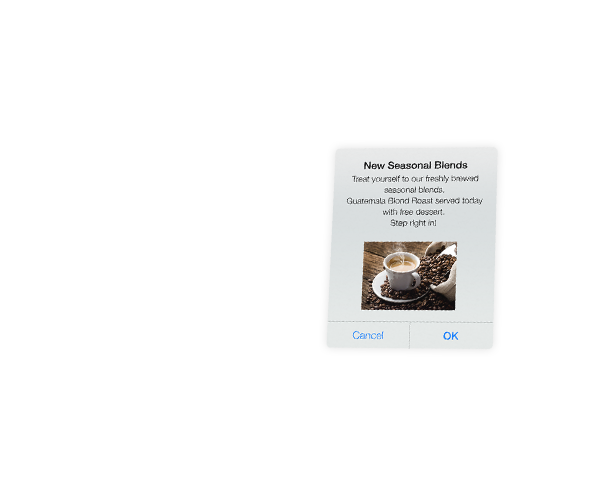 New Seasonal Blends
Treat yourself to our freshly brewed
seasonal blends.
Guatemala Blond Roast served today
with free dessert.
Step right in!
Cancel
OK